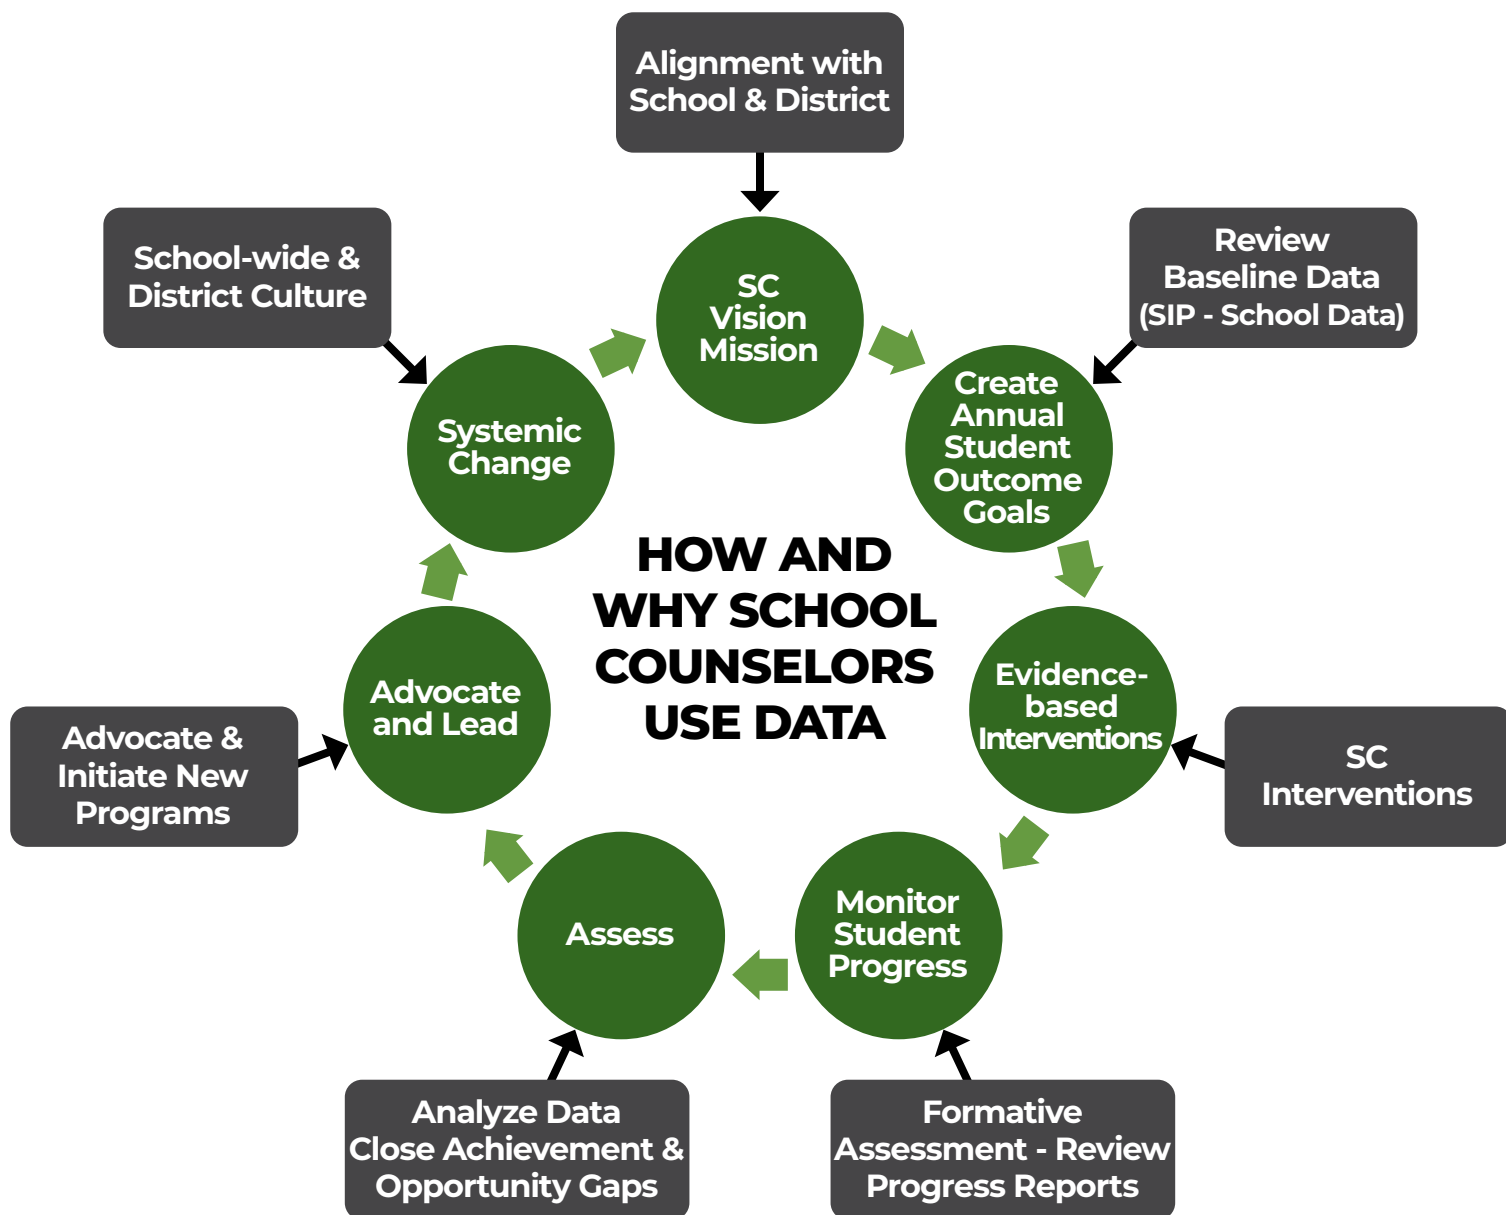 Alignment with
School & District
School-wide &
District Culture
Review
Baseline Data
(SIP - School Data)
SC
Vision
Mission
Create
Annual
Student
Outcome
Goals
Systemic
Change
HOW AND
WHY SCHOOL
COUNSELORS
USE DATA
Evidence-
based
Interventions
Advocate
and Lead
Advocate &
Initiate New
Programs
SC
Interventions
Monitor
Student
Progress
Assess
Analyze Data
Close Achievement &
Opportunity Gaps
Formative
Assessment - Review
Progress Reports